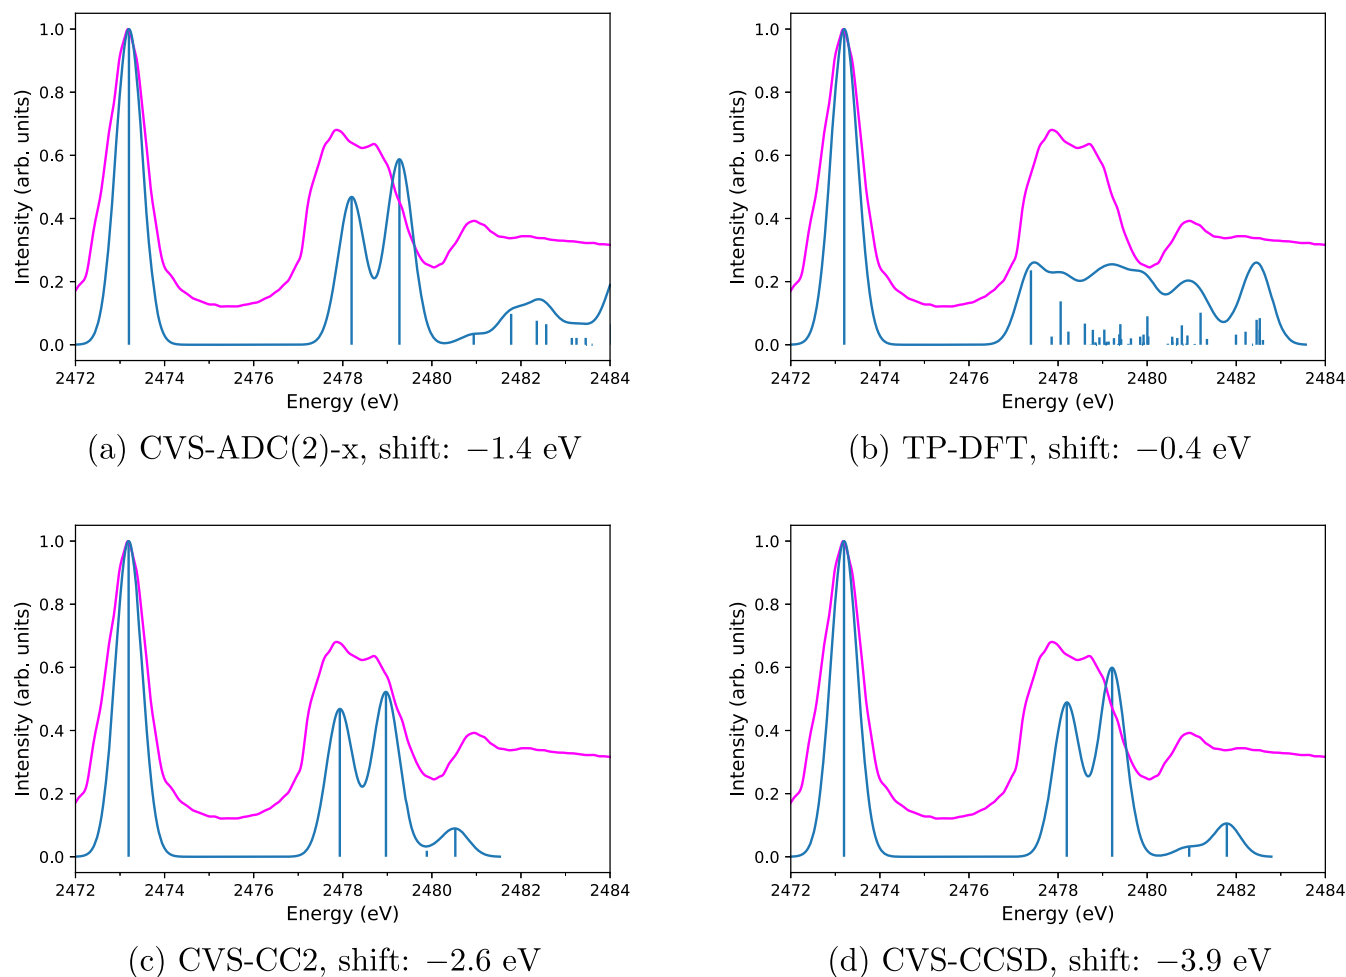 1.0
0.8
0.6
0.4
0.2
0.0
Intensity (arb. units)
2472 2474 2476 2478 2480 2482 2484
Energy (eV)
(a) CVS-ADC(2)-x, shift: −1.4 eV
1.0
0.8
0.6
0.4
0.2
0.0
Intensity (arb. units)
2472 2474 2476 2478 2480 2482 2484
Energy (eV)
(b) TP-DFT, shift: −0.4 eV
1.0
0.8
0.6
0.4
0.2
0.0
Intensity (arb. units)
2472 2474 2476 2478 2480 2482 2484
Energy (eV)
(c) CVS-CC2, shift: −2.6 eV
1.0
0.8
0.6
0.4
0.2
0.0
Intensity (arb. units)
2472 2474 2476 2478 2480 2482 2484
Energy (eV)
(d) CVS-CCSD, shift: −3.9 eV